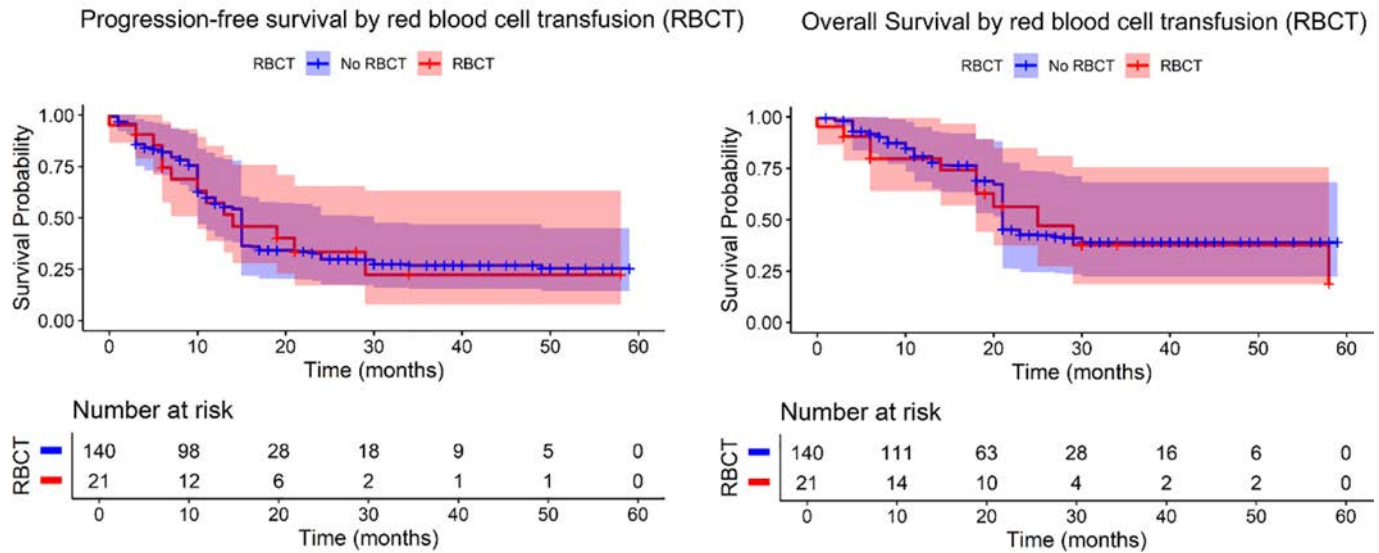 Progression-free survival by red blood cell transfusion (RBCT)
RBCT No RBCT RBCT
Survival Probability
1.00
0.75
0.50
0.25
0.00
0 10 20 30 40 50 60
Time (months)
Number at risk
RBCT
140 98 28 18 9 5 0
21 12 6 2 1 1 0
0 10 20 30 40 50 60
Time (months)
Overall Survival by red blood cell transfusion (RBCT)
RBCT No RBCT RBCT
Survival Probability
1.00
0.75
0.50
0.25
0.00
0 10 20 30 40 50 60
Time (months)
Number at risk
RBCT
140 111 63 28 16 6 0
21 14 10 4 2 2 0
0 10 20 30 40 50 60
Time (months)